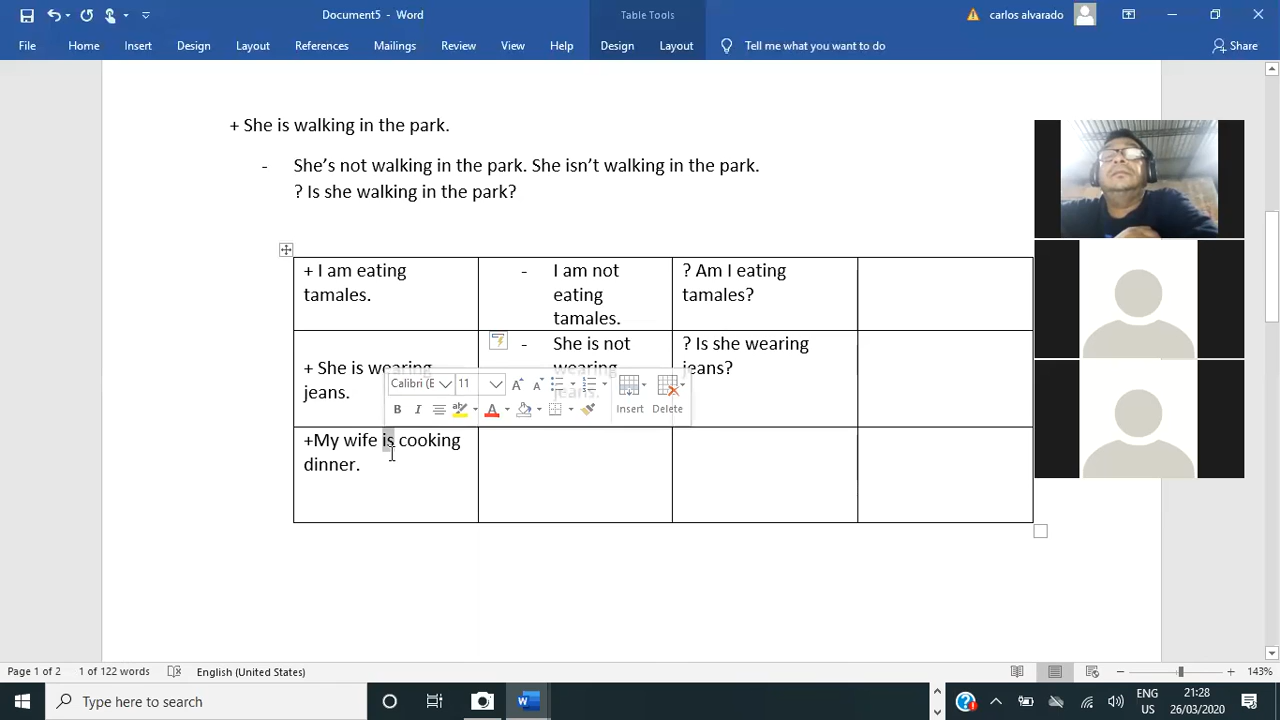 Document5 - Word
Table Tools
carlos alvarado
File
Home
Insert
Design
Layout
References
Mailings
Review
View
Help
Design
Layout
Tell me what you want to do
Share
+ She is walking in the park.
- She's not walking in the park. She isn't walking in the park.
? Is she walking in the park?
+ I am eating
tamales.
- I am not
eating
tamales.
? Am I eating
tamales?
+ She is wearing
jeans.
- She is not
wearing
jeans.
? Is she wearing
jeans?
Calibri (E
11
Insert
Delete
+My wife is cooking
dinner.
Page 1 of 2
1 of 122 words
English (United States)
143%
Type here to search
ENG
US
21:28
26/03/2020